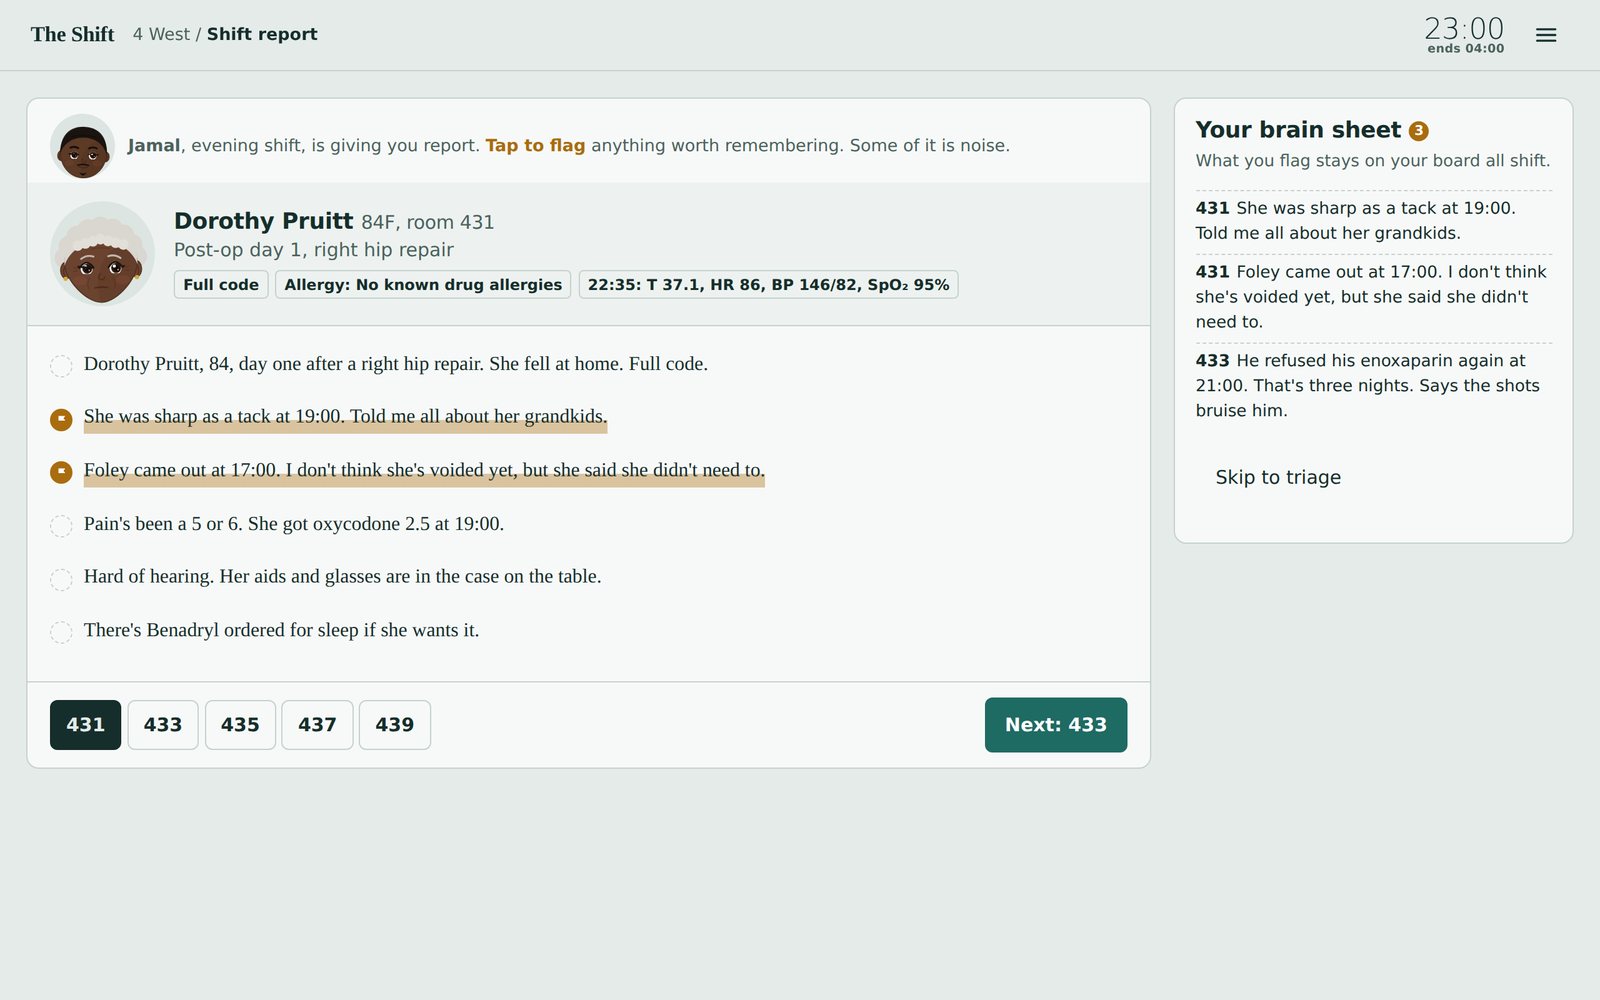 The Shift 4 West / Shift report
23:00
ends 04:00
Jamal, evening shift, is giving you report. Tap to flag anything worth remembering. Some of it is noise.
Dorothy Pruitt 84F, room 431
Post-op day 1, right hip repair
Full code
Allergy: No known drug allergies
22:35: T 37.1, HR 86, BP 146/82, SpO₂ 95%
Dorothy Pruitt, 84, day one after a right hip repair. She fell at home. Full code.
She was sharp as a tack at 19:00. Told me all about her grandkids.
Foley came out at 17:00. I don't think she's voided yet, but she said she didn't need to.
Pain's been a 5 or 6. She got oxycodone 2.5 at 19:00.
Hard of hearing. Her aids and glasses are in the case on the table.
There's Benadryl ordered for sleep if she wants it.
431 433 435 437 439
Next: 433
Your brain sheet 3
What you flag stays on your board all shift.
431 She was sharp as a tack at 19:00.
Told me all about her grandkids.
431 Foley came out at 17:00. I don't think
she's voided yet, but she said she didn't
need to.
433 He refused his enoxaparin again at
21:00. That's three nights. Says the shots
bruise him.
Skip to triage